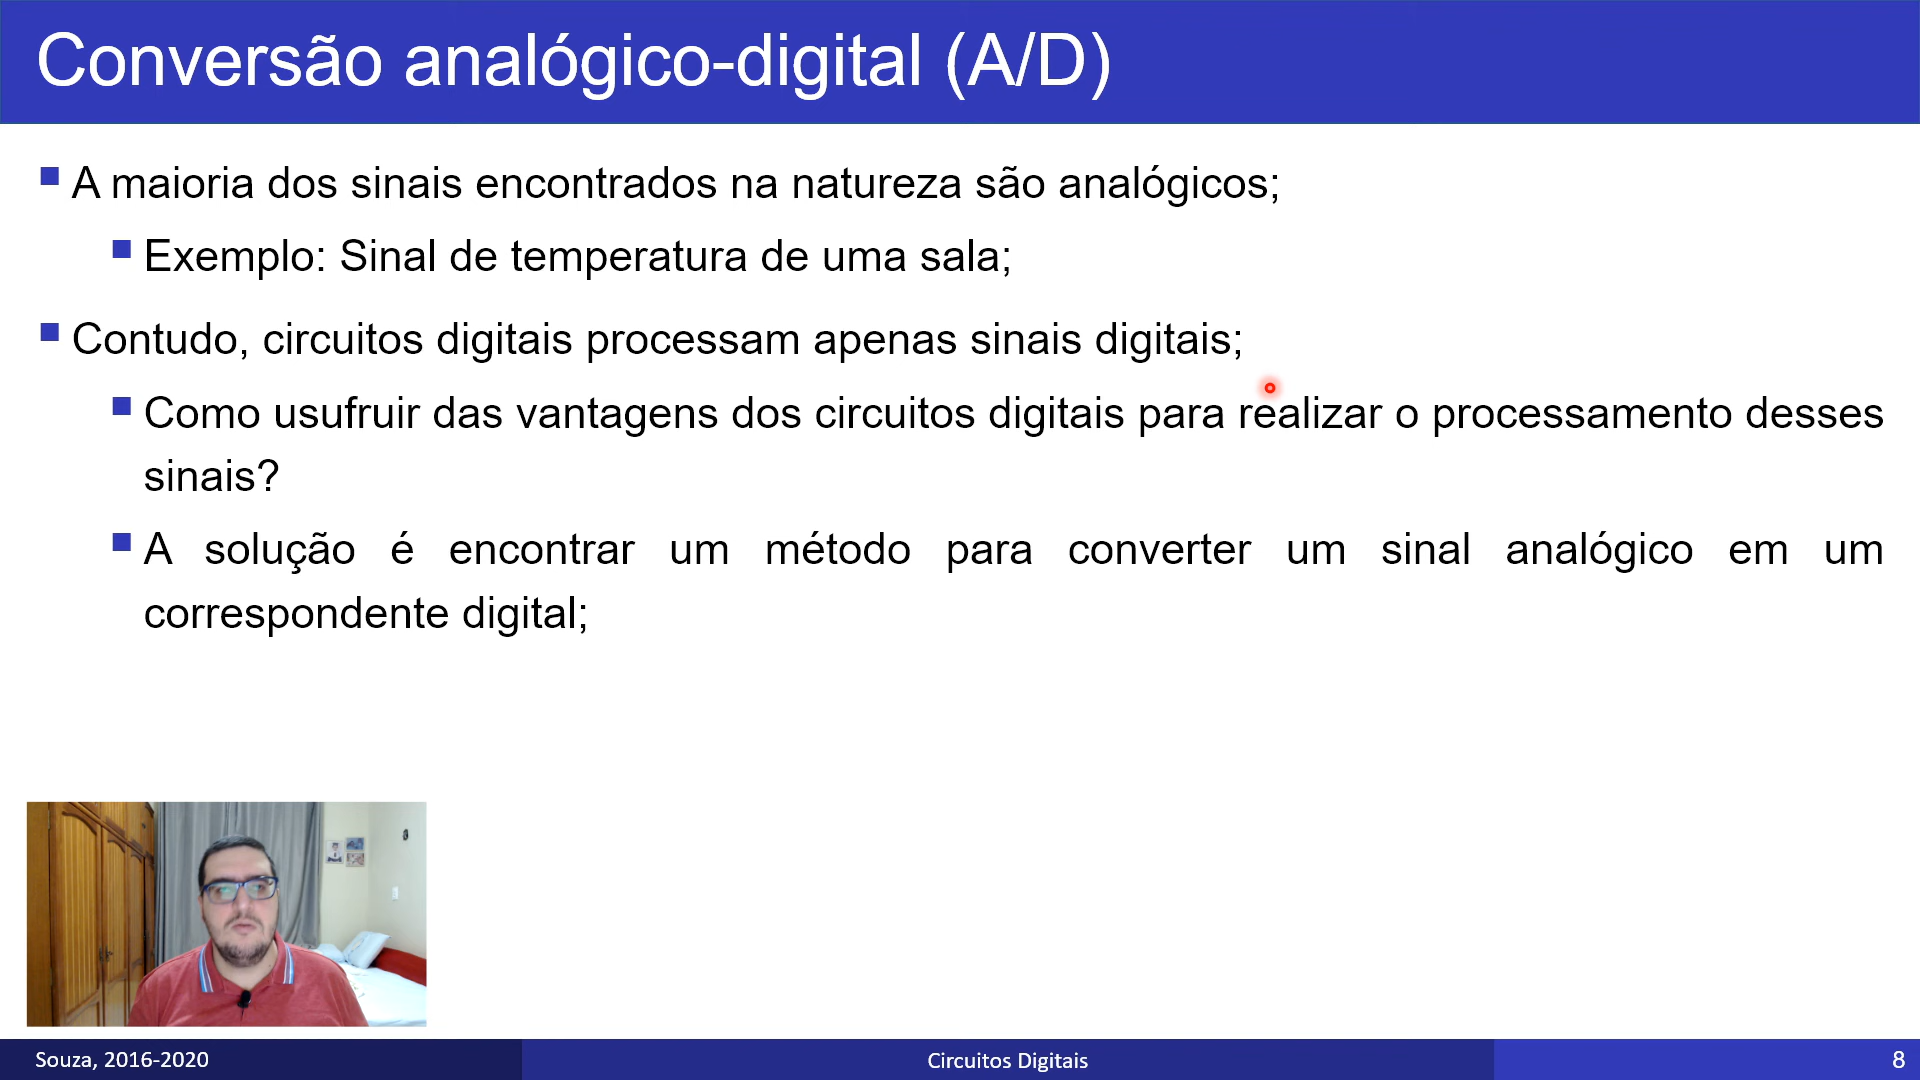 Conversão analógico-digital (A/D)
A maioria dos sinais encontrados na natureza são analógicos;
Exemplo: Sinal de temperatura de uma sala;
Contudo, circuitos digitais processam apenas sinais digitais;
Como usufruir das vantagens dos circuitos digitais para realizar o processamento desses
sinais?
A solução é encontrar um método para converter um sinal analógico em um
correspondente digital;
Souza, 2016-2020
Circuitos Digitais
8